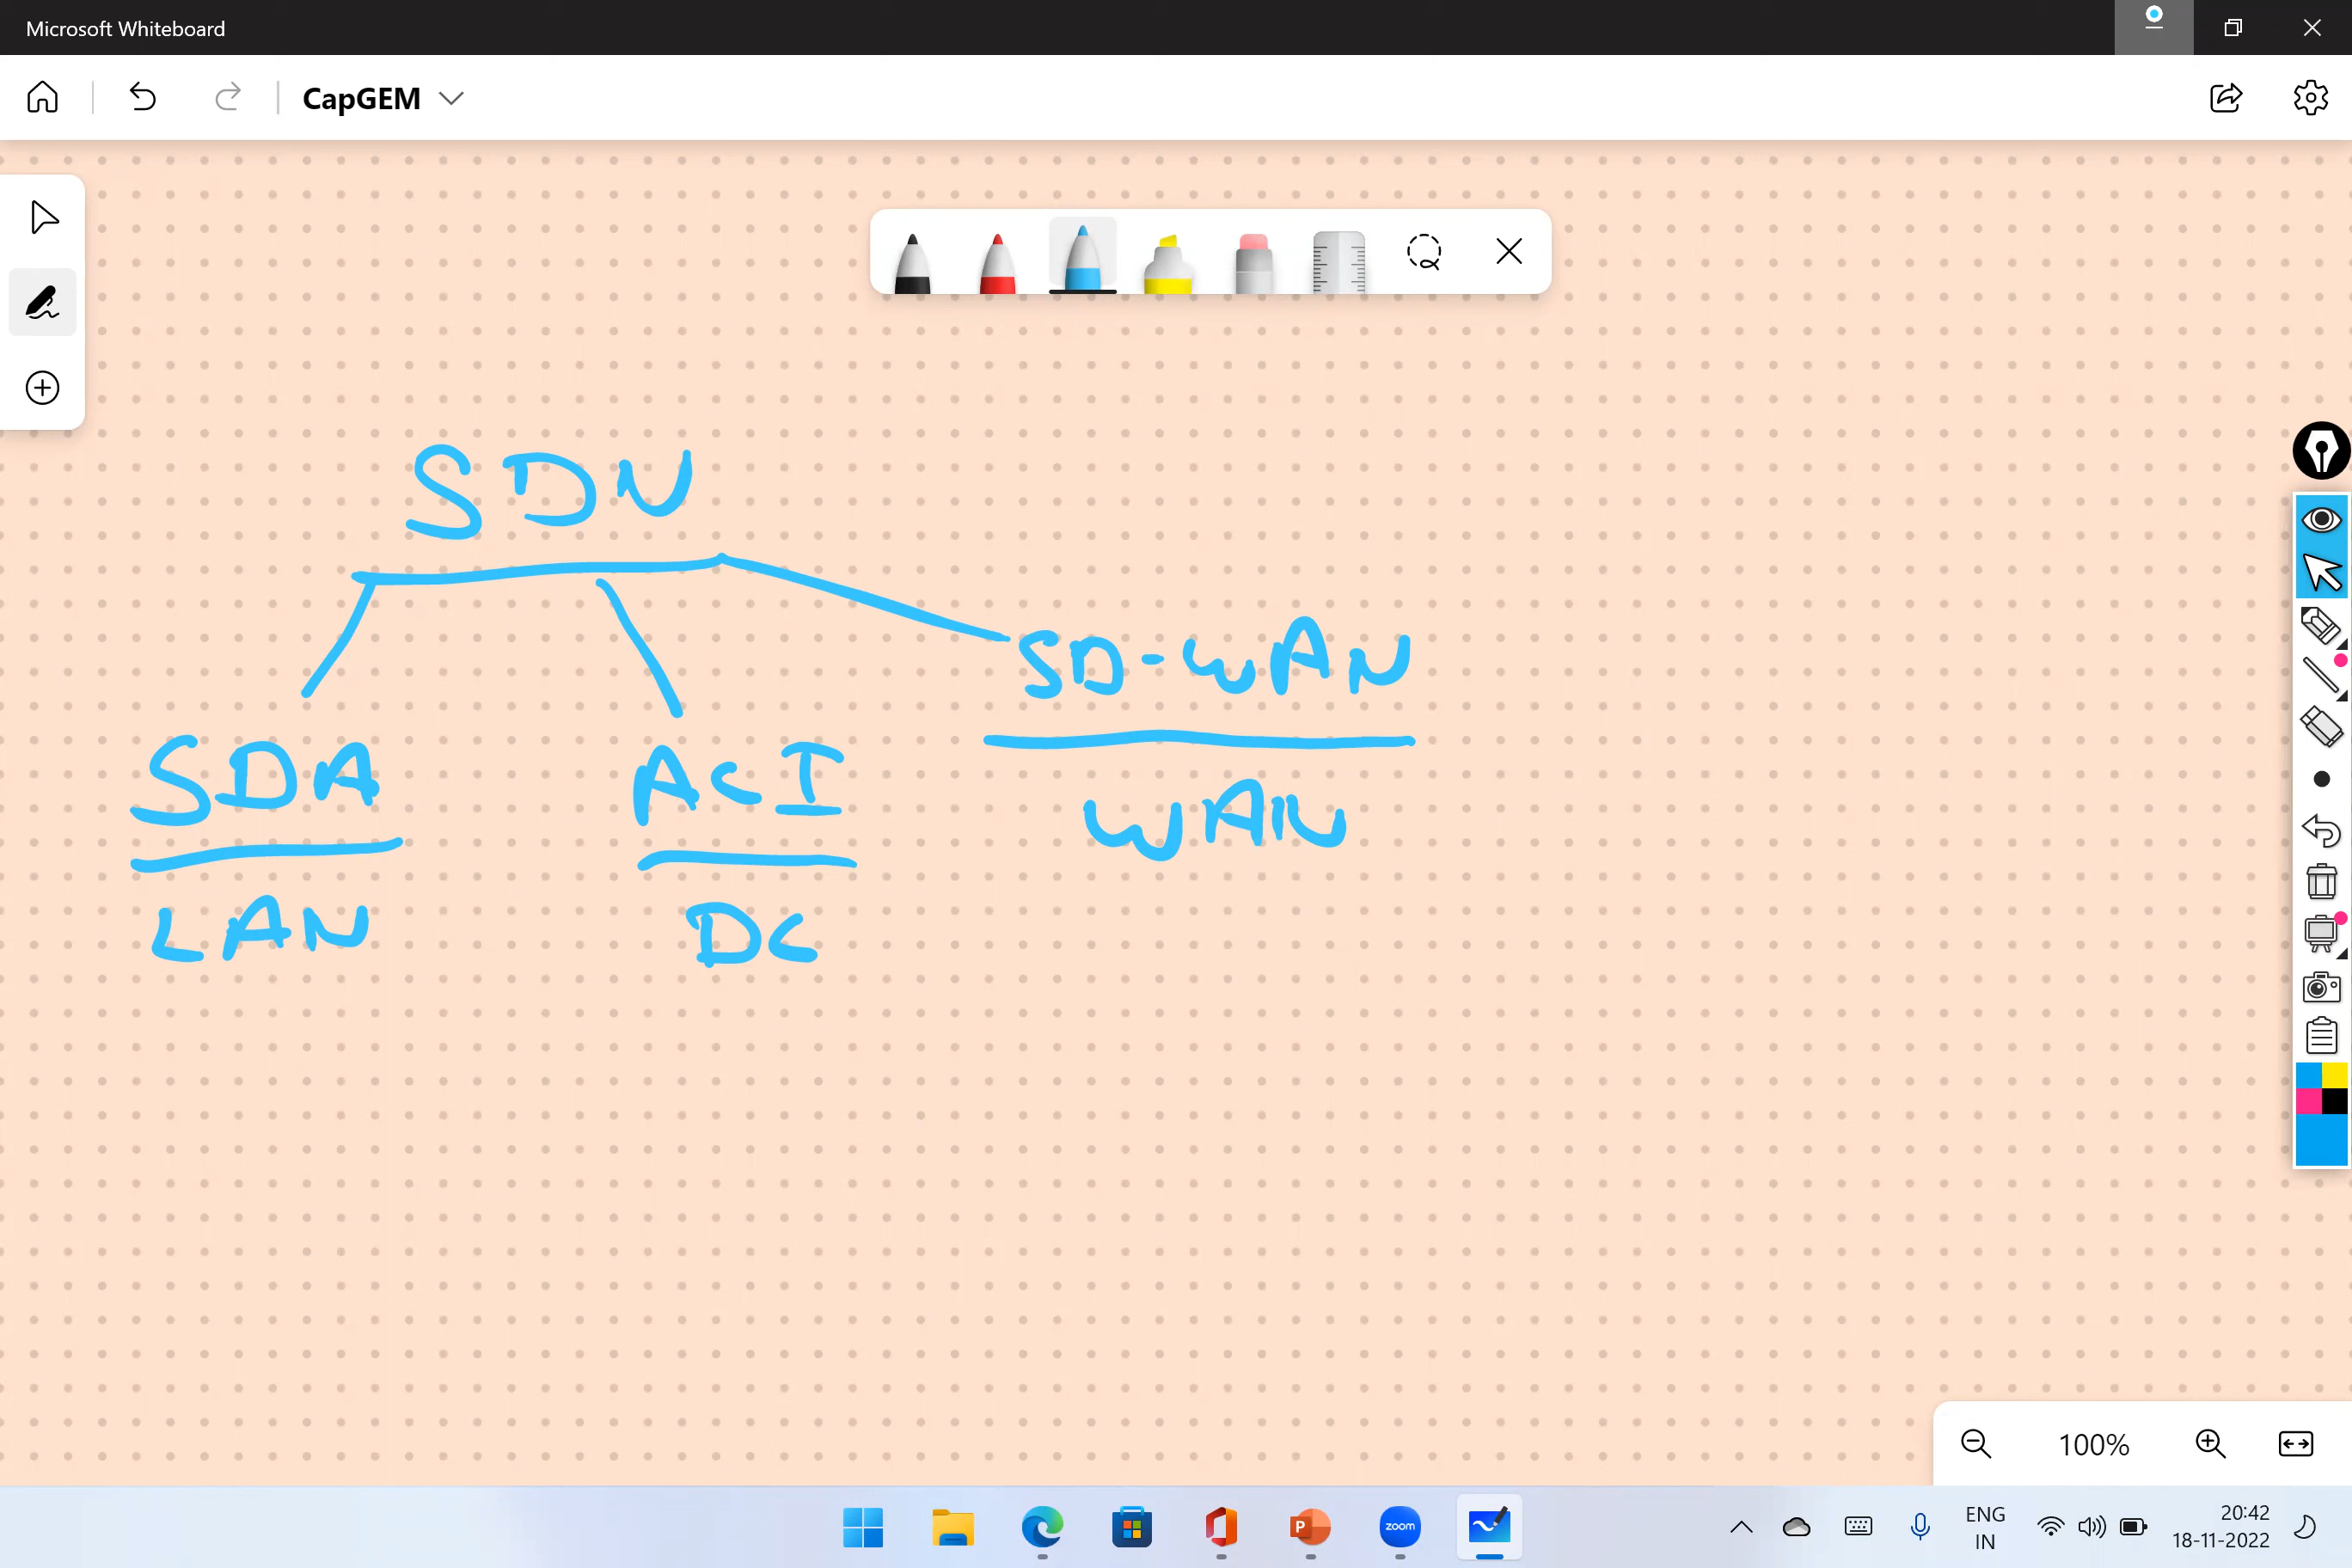 Microsoft Whiteboard
CapGEM
SDN
SD-WAN
WAN
SDA
LAN
ACI
DC
100%
P
zoom
ENG
IN
20:42
18-11-2022